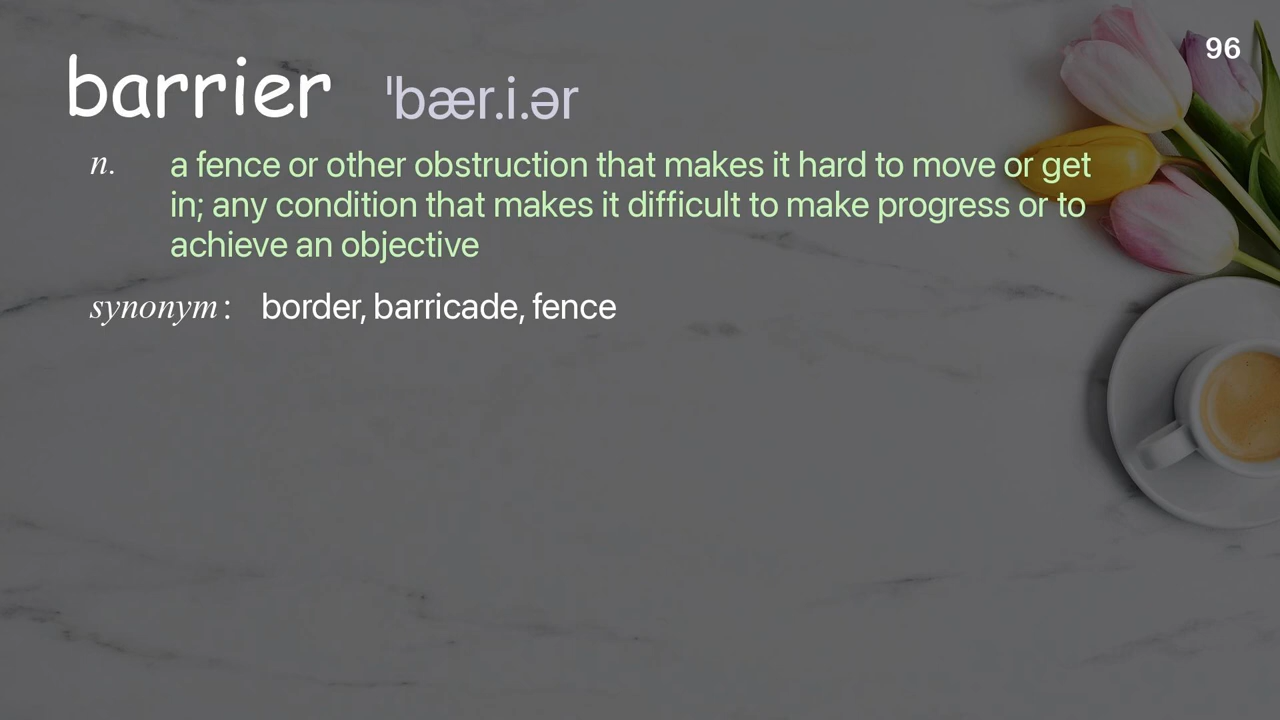 96
barrier ˈbær.i.ər
n. a fence or other obstruction that makes it hard to move or get
in; any condition that makes it difficult to make progress or to
achieve an objective
synonym: border, barricade, fence